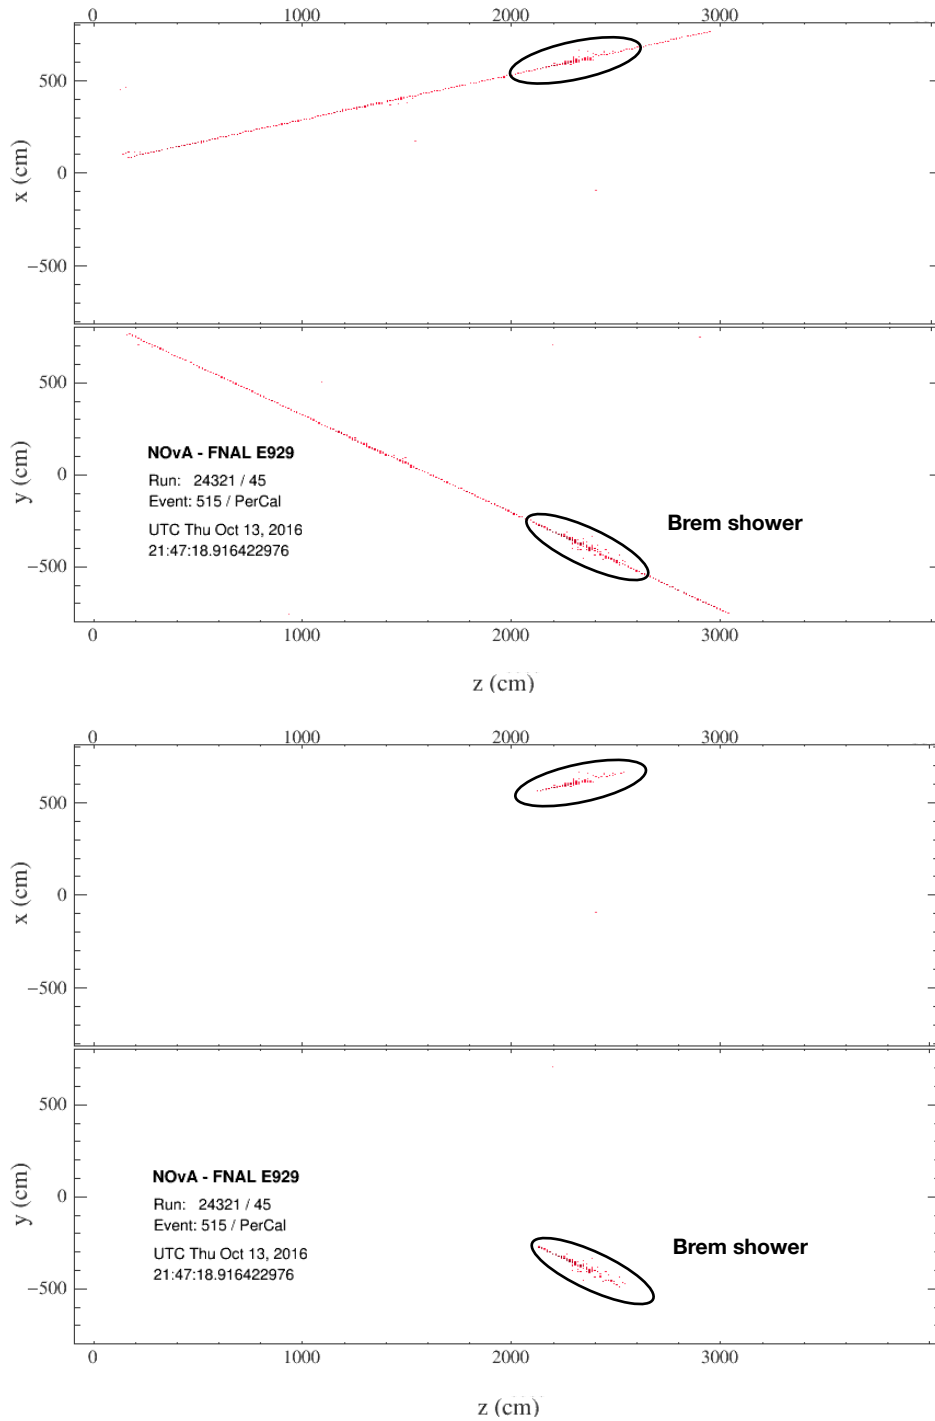 0 1000 2000 3000
x (cm)
500
0
−500
y (cm)
500
0
−500
NOvA - FNAL E929
Run: 24321 / 45
Event: 515 / PerCal
UTC Thu Oct 13, 2016
21:47:18.916422976
Brem shower
0 1000 2000 3000
z (cm)
0 1000 2000 3000
x (cm)
500
0
−500
y (cm)
500
0
−500
NOvA - FNAL E929
Run: 24321 / 45
Event: 515 / PerCal
UTC Thu Oct 13, 2016
21:47:18.916422976
Brem shower
0 1000 2000 3000
z (cm)